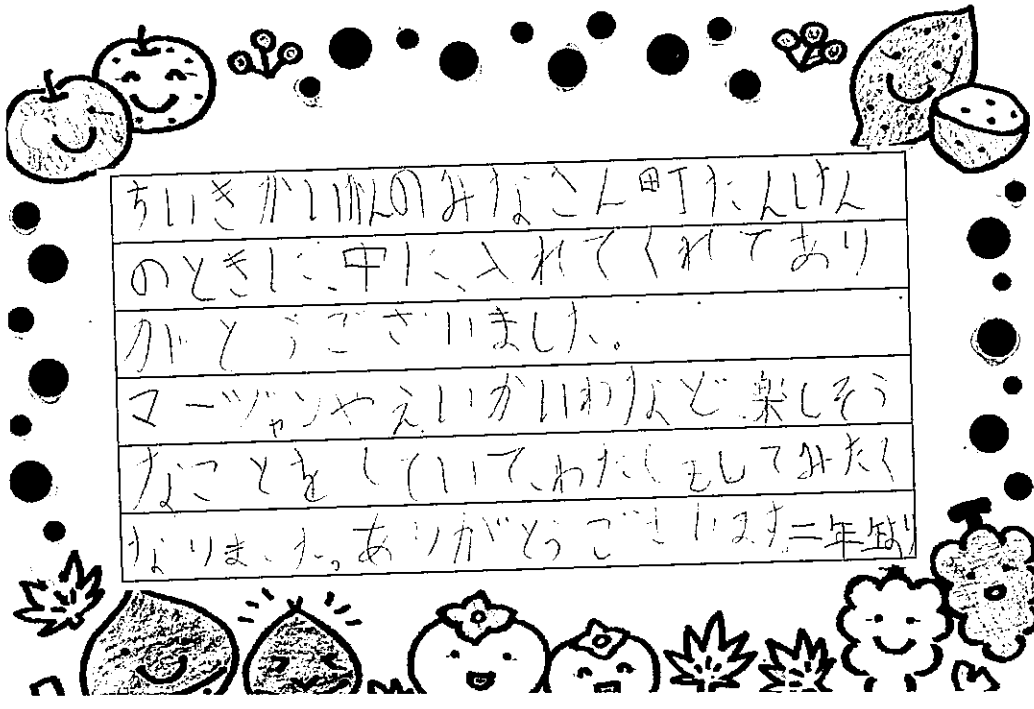 ちいきかいかんのみなさん町たんけん
のときに、中に、入れてくれてあり
がとうございました。
マージャンやえいかいわなど楽しそう
なことをしていて、わたしもしてみたく
なりました。ありがとうございます二年生より